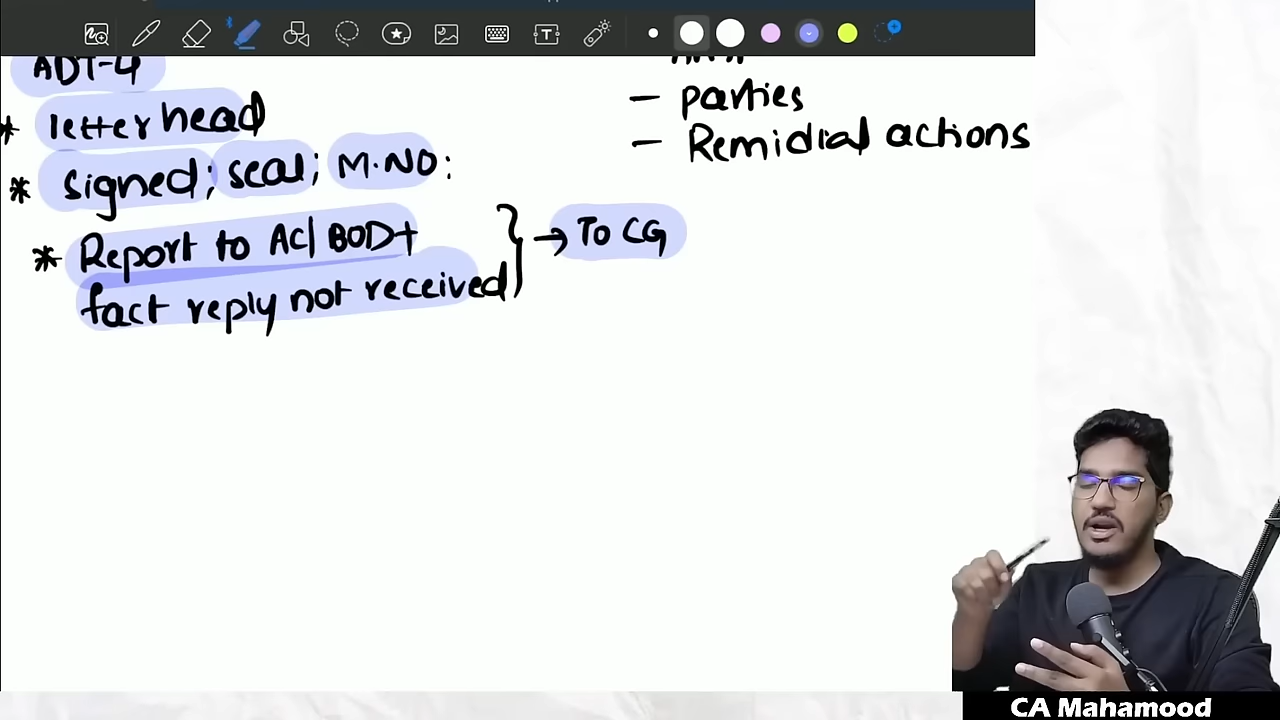 ADT-4
* letter head
* signed; seal; M.NO:
* Report to AC/BOD +
fact reply not received
→ To CG
— parties
— Remidial actions
CA Mahamood